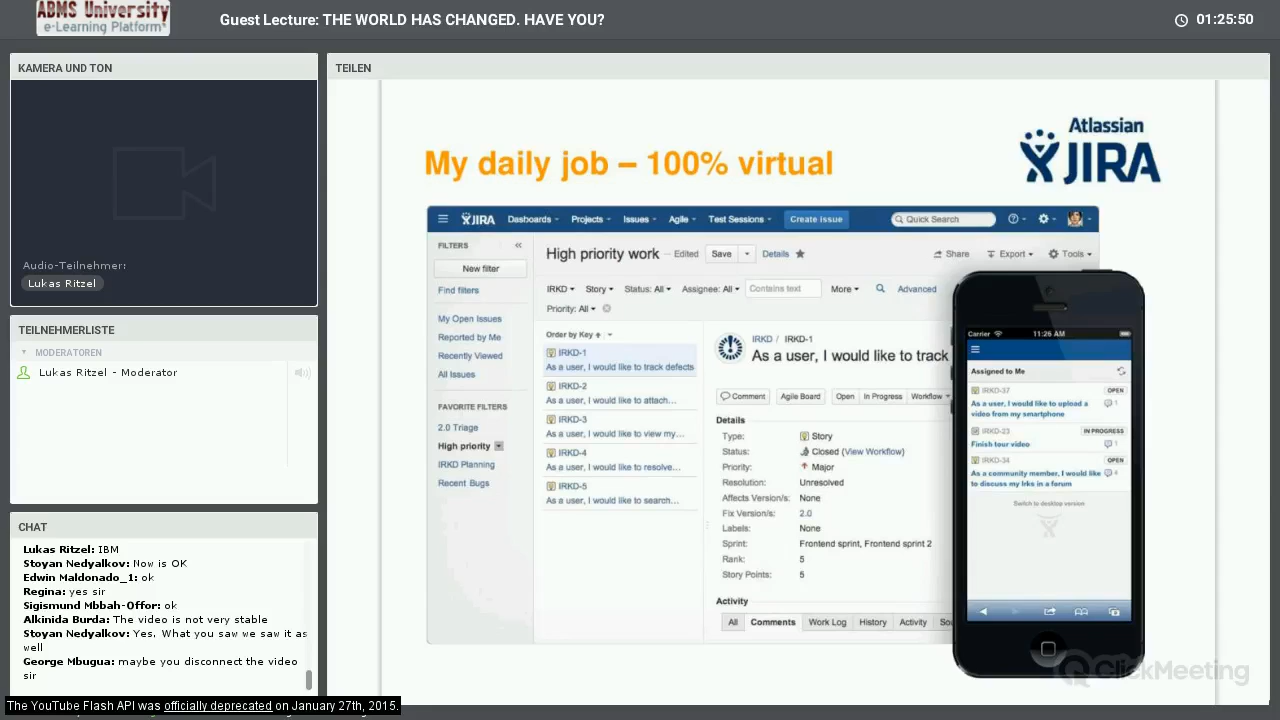 ABMS University
e-Learning Platform
Guest Lecture: THE WORLD HAS CHANGED. HAVE YOU?
01:25:50
KAMERA UND TON
Audio-Teilnehmer:
Lukas Ritzel
TEILNEHMERLISTE
MODERATOREN
Lukas Ritzel - Moderator
CHAT
Lukas Ritzel: IBM
Stoyan Nedyalkov: Now is OK
Edwin Maldonado_1: ok
Regina: yes sir
Sigismund Mbbah-Offor: ok
Alkinida Burda: The video is not very stable
Stoyan Nedyalkov: Yes. What you saw we saw it as
well
George Mbugua: maybe you disconnect the video
sir
The YouTube Flash API was officially deprecated on January 27th, 2015.
TEILEN
My daily job – 100% virtual
Atlassian
JIRA
JIRA Dasboards Projects Issues Agile Test Sessions Create issue Quick Search
FILTERS
New filter
Find filters
My Open Issues
Reported by Me
Recently Viewed
All Issues
FAVORITE FILTERS
2.0 Triage
High priority
IRKD Planning
Recent Bugs
High priority work Edited Save Details Share Export Tools
IRKD Story Status: All Assignee: All Contains text More Advanced
Priority: All
Order by Key
IRKD-1
As a user, I would like to track defects
IRKD-2
As a user, I would like to attach...
IRKD-3
As a user, I would like to view my...
IRKD-4
As a user, I would like to resolve...
IRKD-5
As a user, I would like to search...
IRKD / IRKD-1
As a user, I would like to track
Comment Agile Board Open In Progress Workflow
Details
Type: Story
Status: Closed (View Workflow)
Priority: Major
Resolution: Unresolved
Affects Version/s: None
Fix Version/s: 2.0
Labels: None
Sprint: Frontend sprint, Frontend sprint 2
Rank: 5
Story Points: 5
Activity
All Comments Work Log History Activity
Carrier 11:26 AM
Assigned to Me
IRKD-37 OPEN
As a user, I would like to upload a 1
video from my smartphone
IRKD-23 IN PROGRESS
Finish tour video 1
IRKD-34 OPEN
As a community member, I would like 4
to discuss my Irks in a forum
Switch to desktop version
ClickMeeting